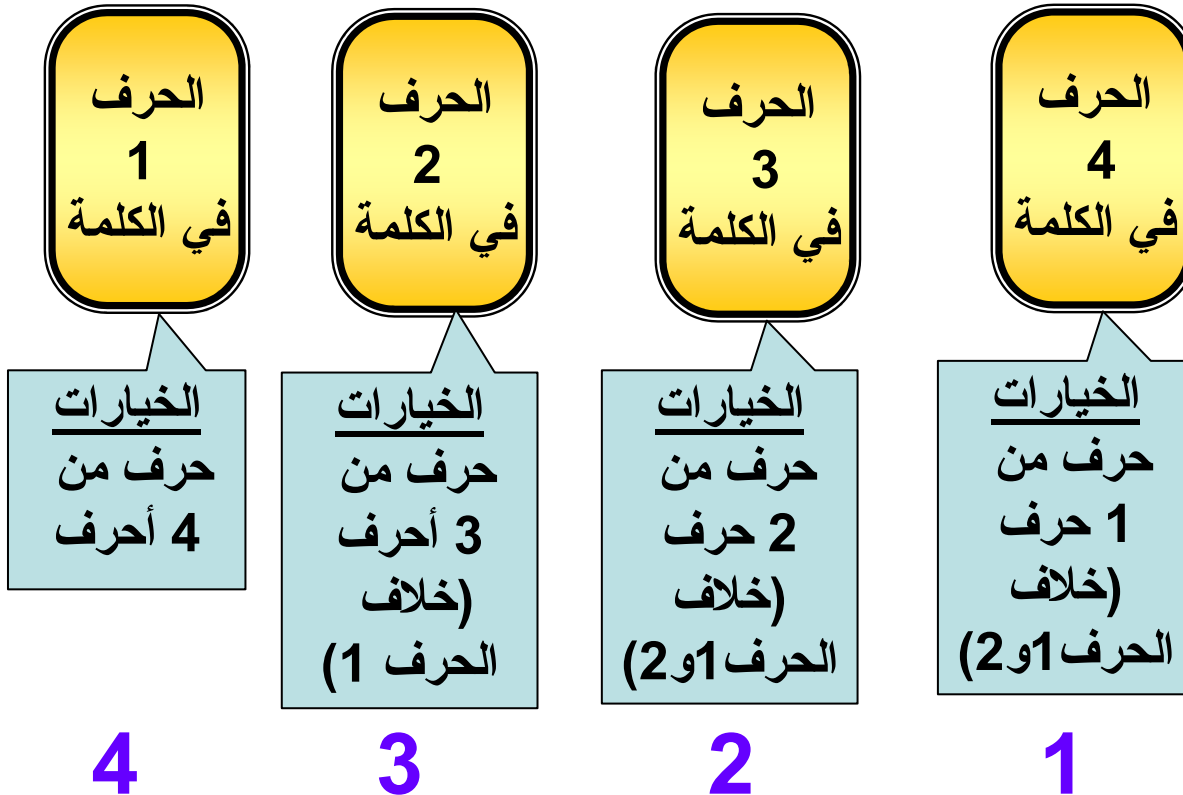 الحرف
1
في الكلمة
الحرف
2
في الكلمة
الحرف
3
في الكلمة
الحرف
4
في الكلمة
الخيارات
حرف من
4 أحرف
الخيارات
حرف من
3 أحرف
(خلاف
الحرف 1)
الخيارات
حرف من
2 حرف
(خلاف
الحرف1و2)
الخيارات
حرف من
1 حرف
(خلاف
الحرف1و2)
4
3
2
1